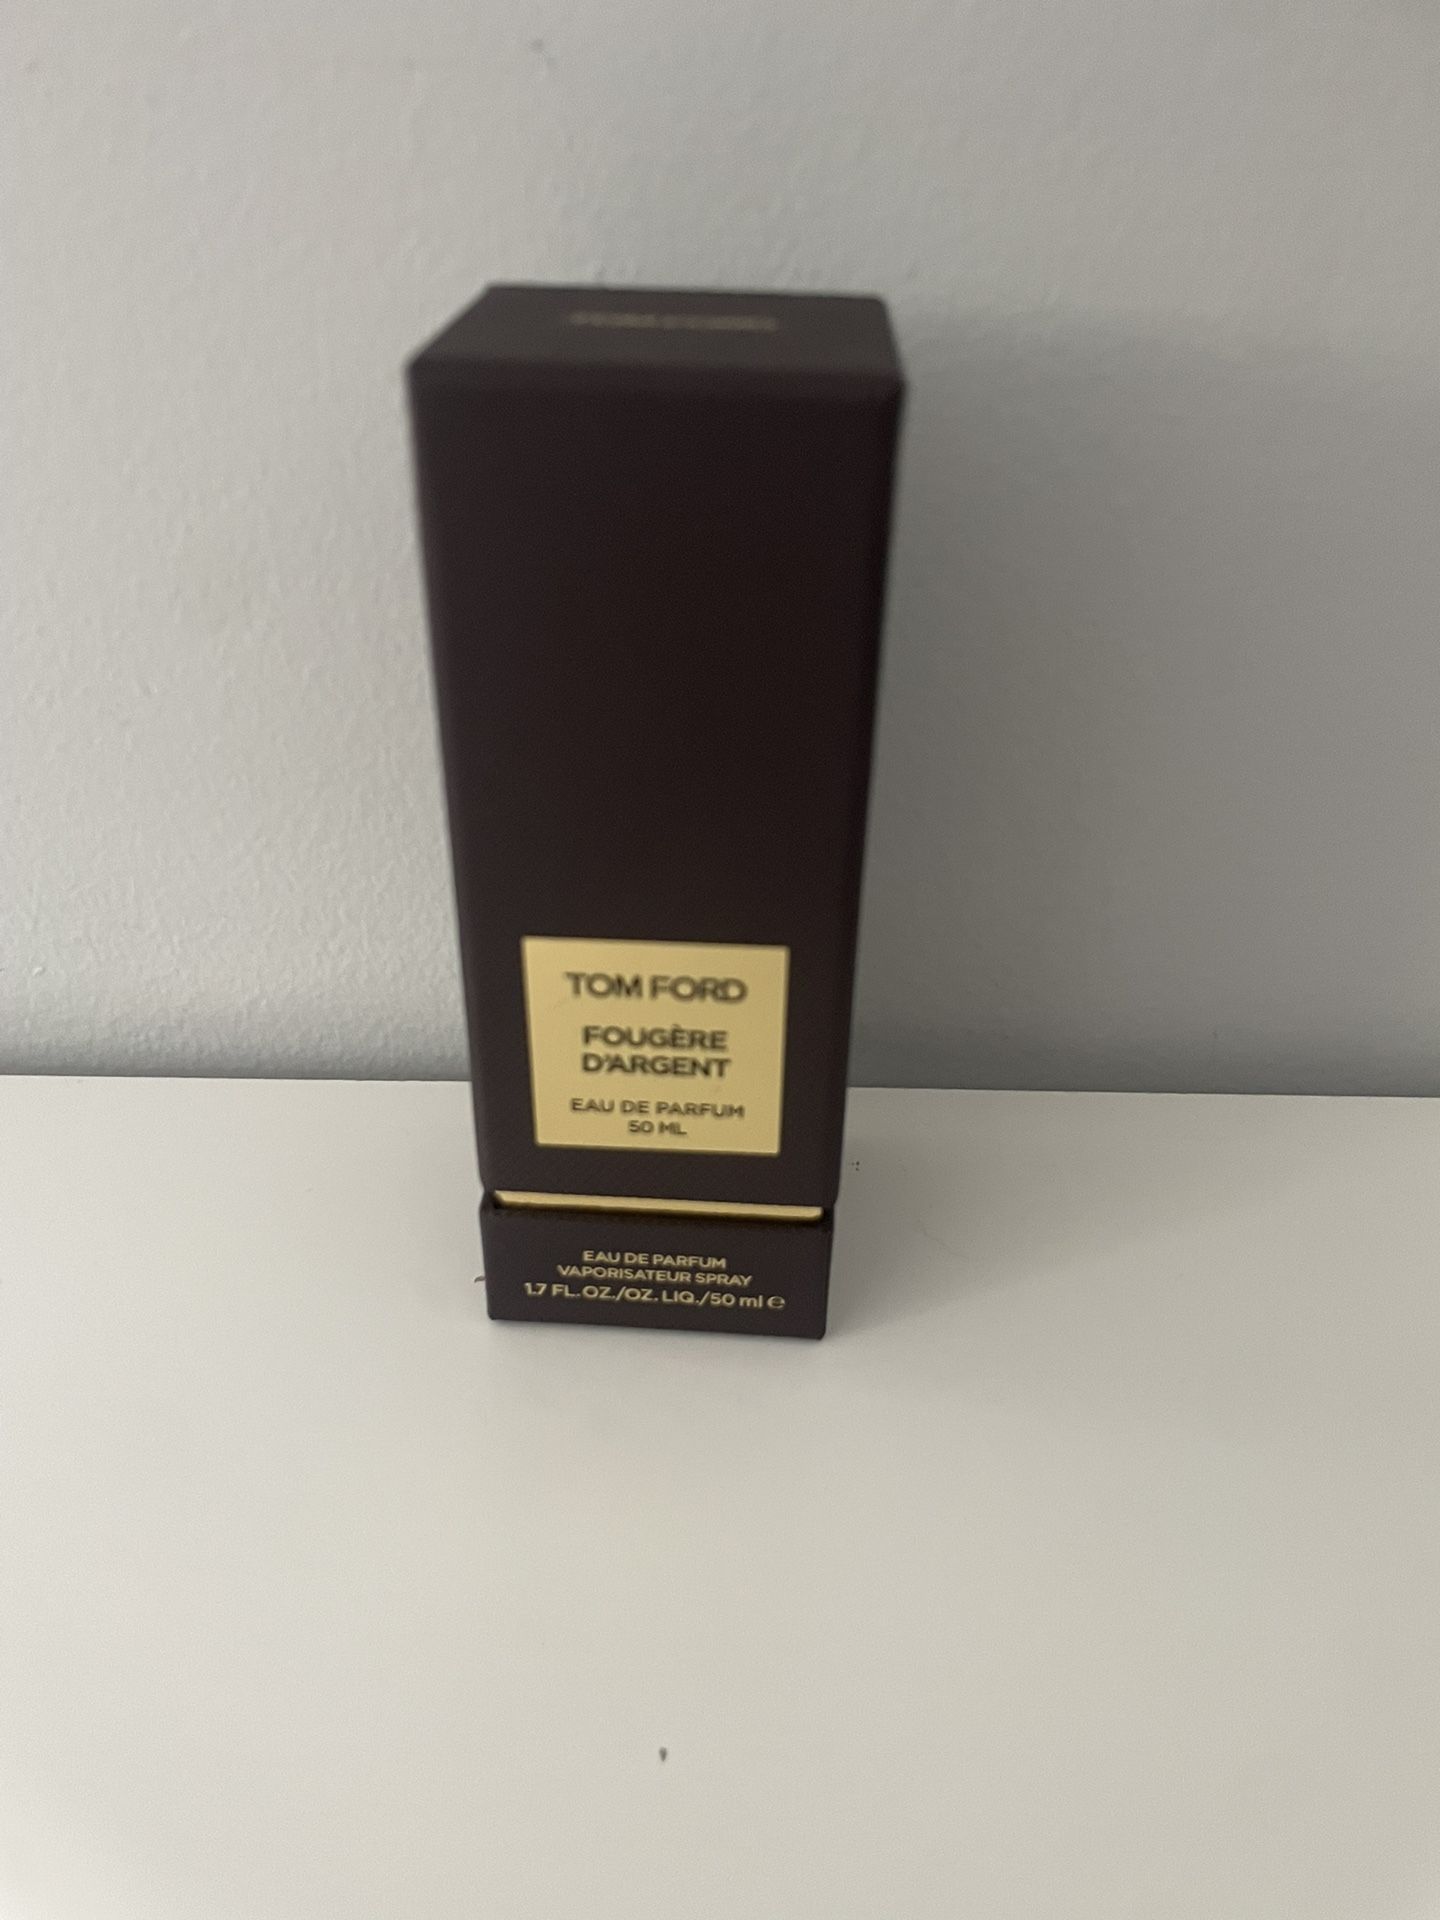 TOM FORD
FOUGÈRE
D'ARGENT
EAU DE PARFUM
50 ML
EAU DE PARFUM
VAPORISATEUR SPRAY
1.7 FL. OZ./OZ. LIQ./50 ml ℮